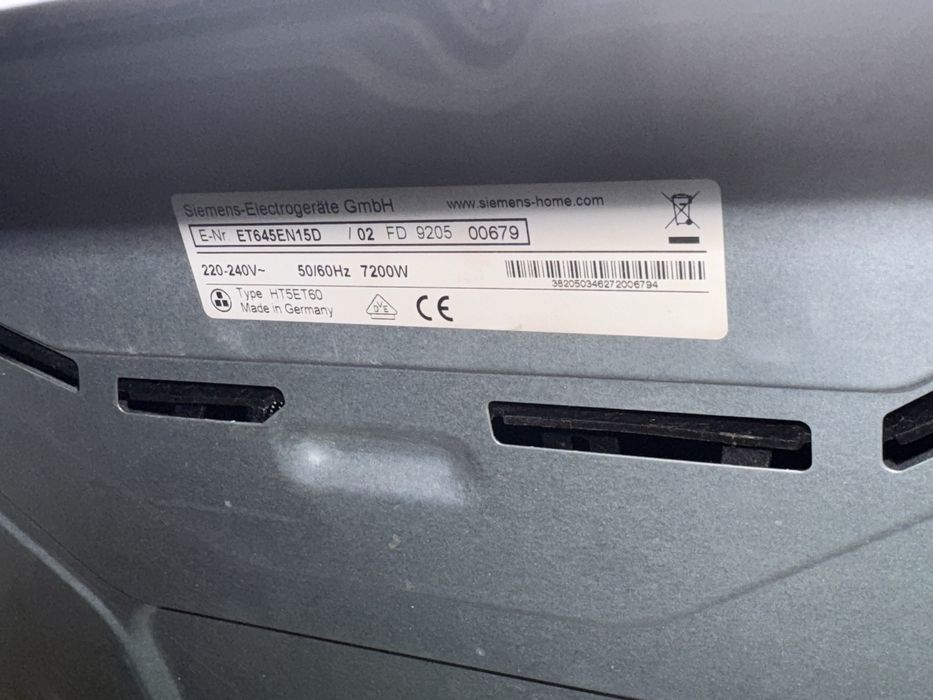 Siemens-Electrogeräte GmbH www.siemens-home.com
E-Nr. ET645EN15D /02 FD 9205 00679
220-240V~ 50/60Hz 7200W
382050346272006794
Type HT5ET60
Made in Germany
DVE CE